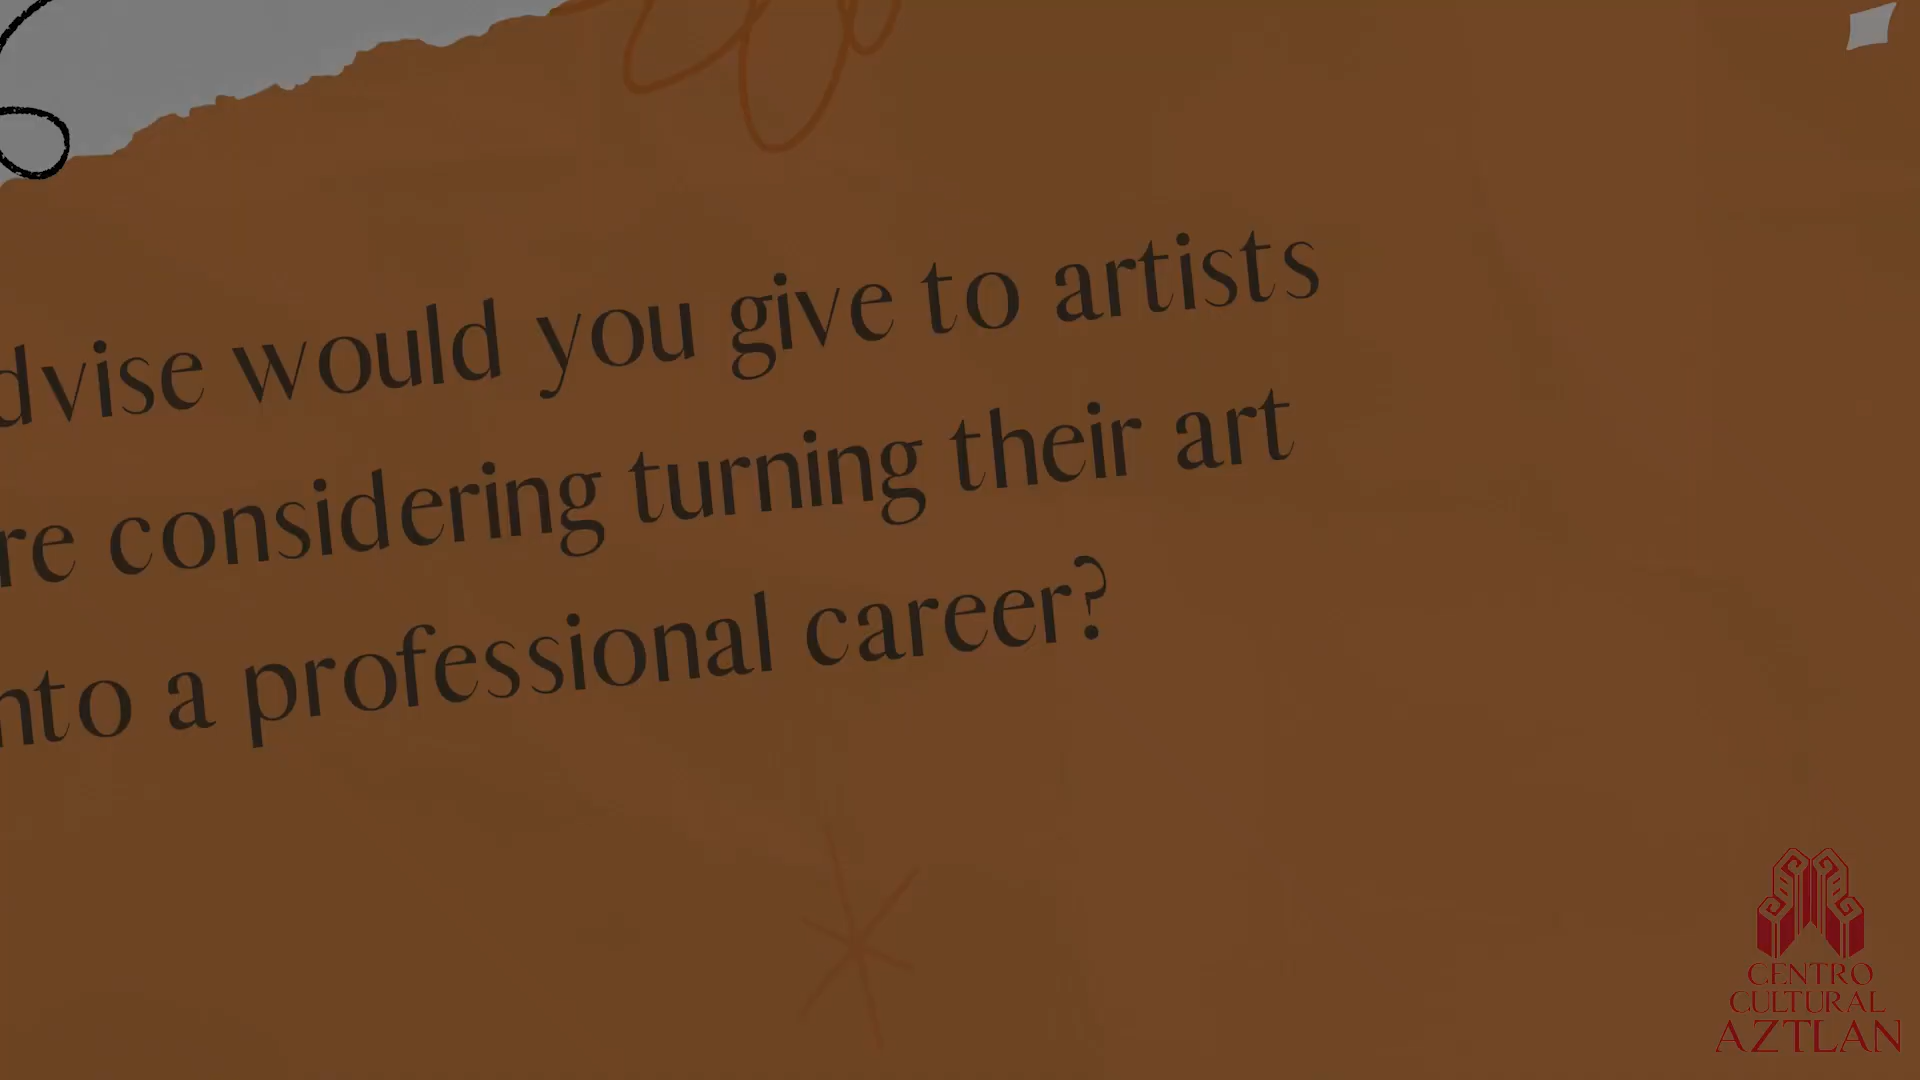 dvise would you give to artists
re considering turning their art
nto a professional career?
CENTRO
CULTURAL
AZTLAN